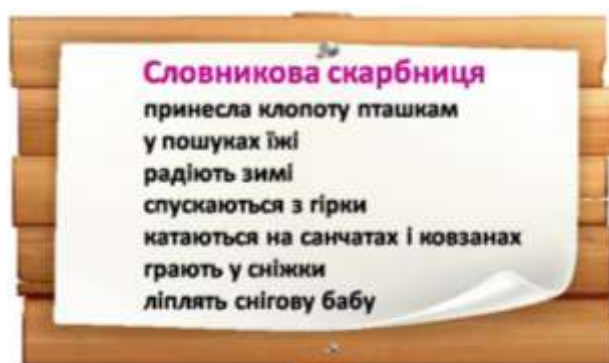 Словникова скарбниця
принесла клопоту пташкам
у пошуках їжі
радіють зимі
спускаються з гірки
катаються на санчатах і ковзанах
грають у сніжки
ліплять снігову бабу